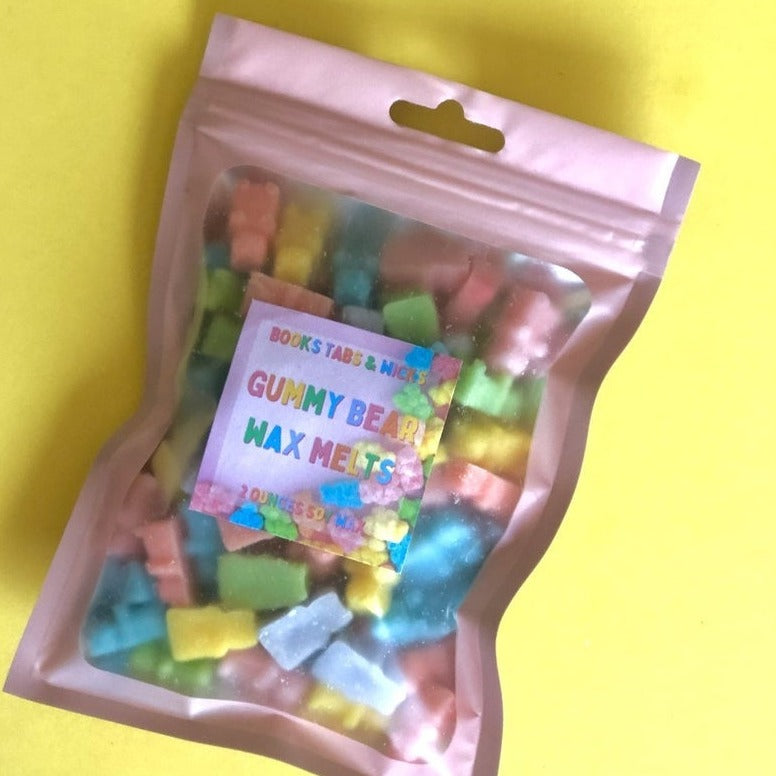 BOOKS TABS & WICKS
GUMMY BEAR
WAX MELTS
2 OUNCES SOY WAX